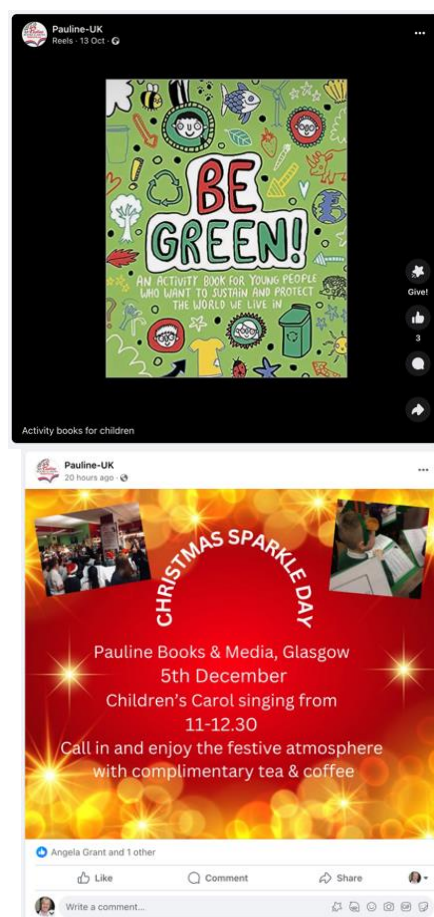 Pauline-UK
Reels · 13 Oct ·
BE
GREEN!
AN ACTIVITY BOOK FOR YOUNG PEOPLE
WHO WANT TO SUSTAIN AND PROTECT
THE WORLD WE LIVE IN
Give!
3
Activity books for children
Pauline-UK
20 hours ago ·
CHRISTMAS SPARKLE DAY
Pauline Books & Media, Glasgow
5th December
Children's Carol singing from
11-12.30
Call in and enjoy the festive atmosphere
with complimentary tea & coffee
Angela Grant and 1 other
Like
Comment
Share
Write a comment...